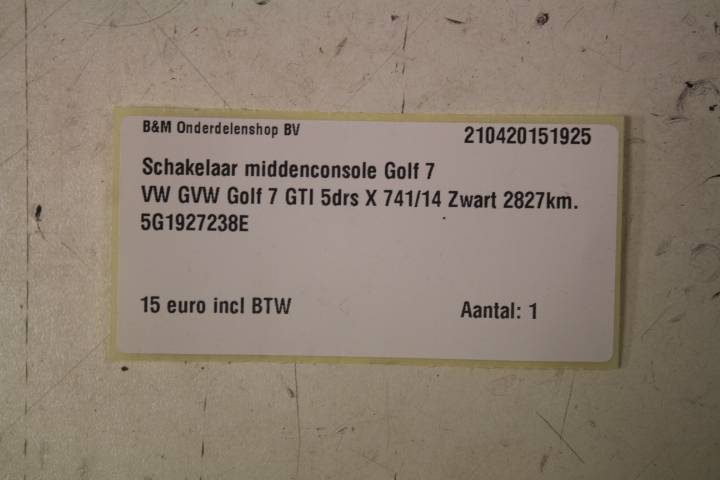 B&M Onderdelenshop BV 210420151925
Schakelaar middenconsole Golf 7
VW GVW Golf 7 GTI 5drs X 741/14 Zwart 2827km.
5G1927238E
15 euro incl BTW Aantal: 1